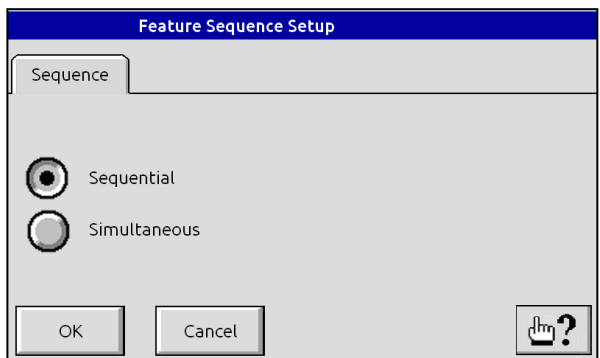 Feature Sequence Setup
Sequence
Sequential
Simultaneous
OK Cancel ?